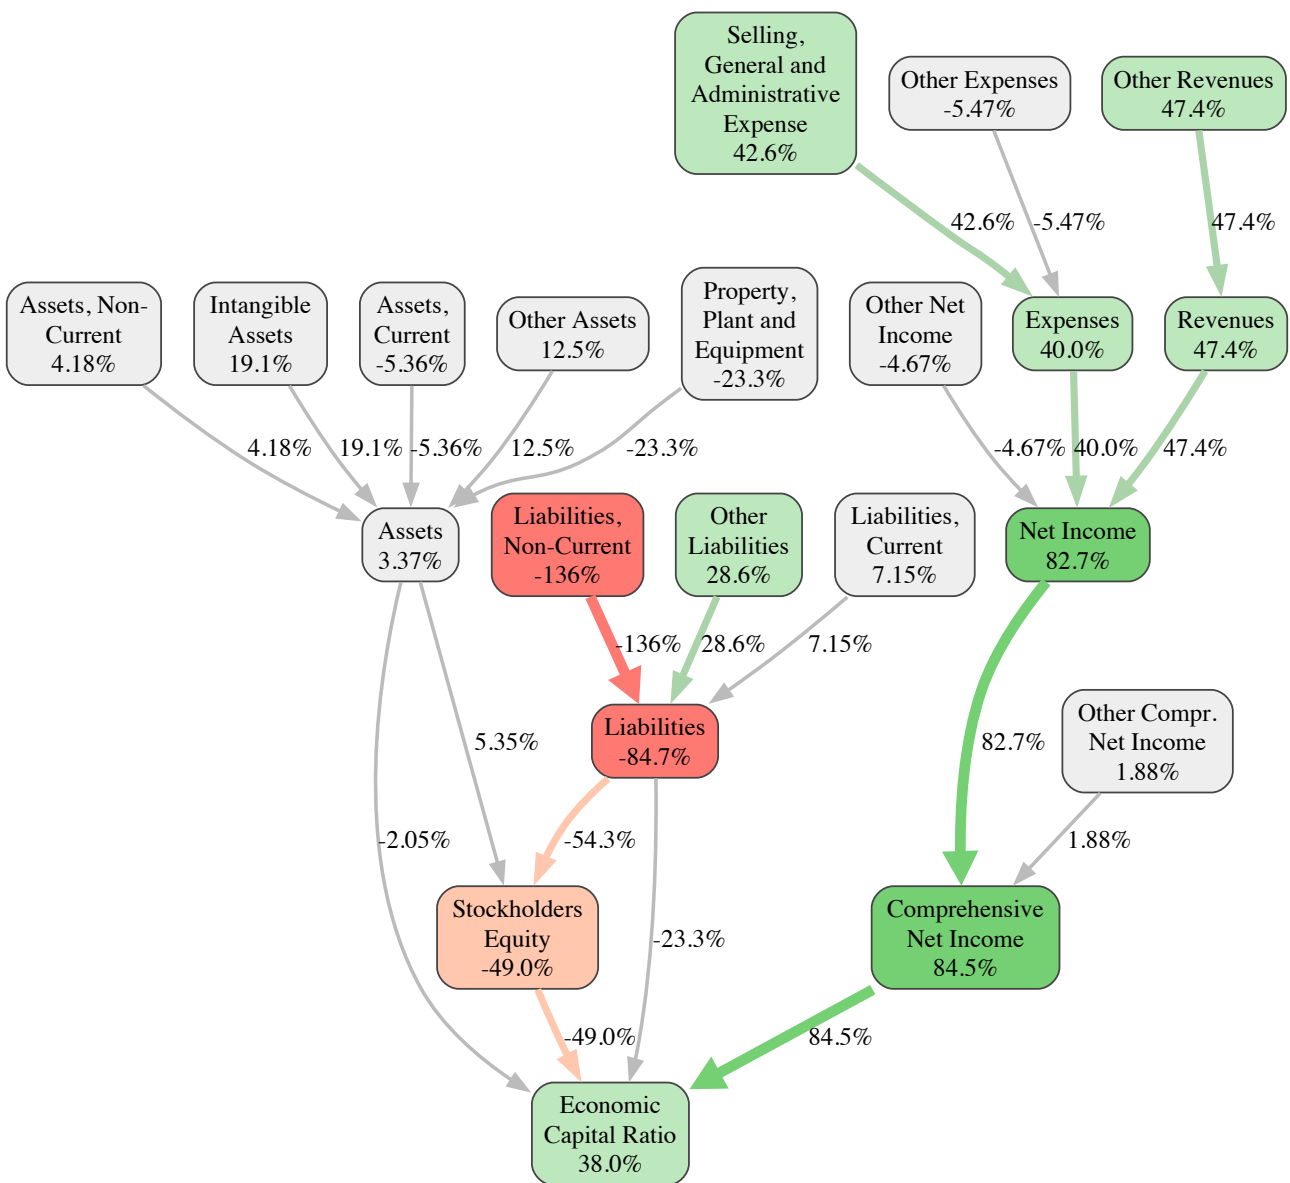 Selling,
General and
Administrative
Expense
42.6%
Other Expenses
-5.47%
Other Revenues
47.4%
42.6%
-5.47%
47.4%
Assets, Non-
Current
4.18%
Intangible
Assets
19.1%
Assets,
Current
-5.36%
Other Assets
12.5%
Property,
Plant and
Equipment
-23.3%
Other Net
Income
-4.67%
Expenses
40.0%
Revenues
47.4%
4.18%
19.1%
-5.36%
12.5%
-23.3%
-4.67%
40.0%
47.4%
Assets
3.37%
Liabilities,
Non-Current
-136%
Other
Liabilities
28.6%
Liabilities,
Current
7.15%
Net Income
82.7%
-136%
28.6%
7.15%
Liabilities
-84.7%
5.35%
82.7%
Other Compr.
Net Income
1.88%
-2.05%
-54.3%
1.88%
Stockholders
Equity
-49.0%
-23.3%
Comprehensive
Net Income
84.5%
-49.0%
84.5%
Economic
Capital Ratio
38.0%